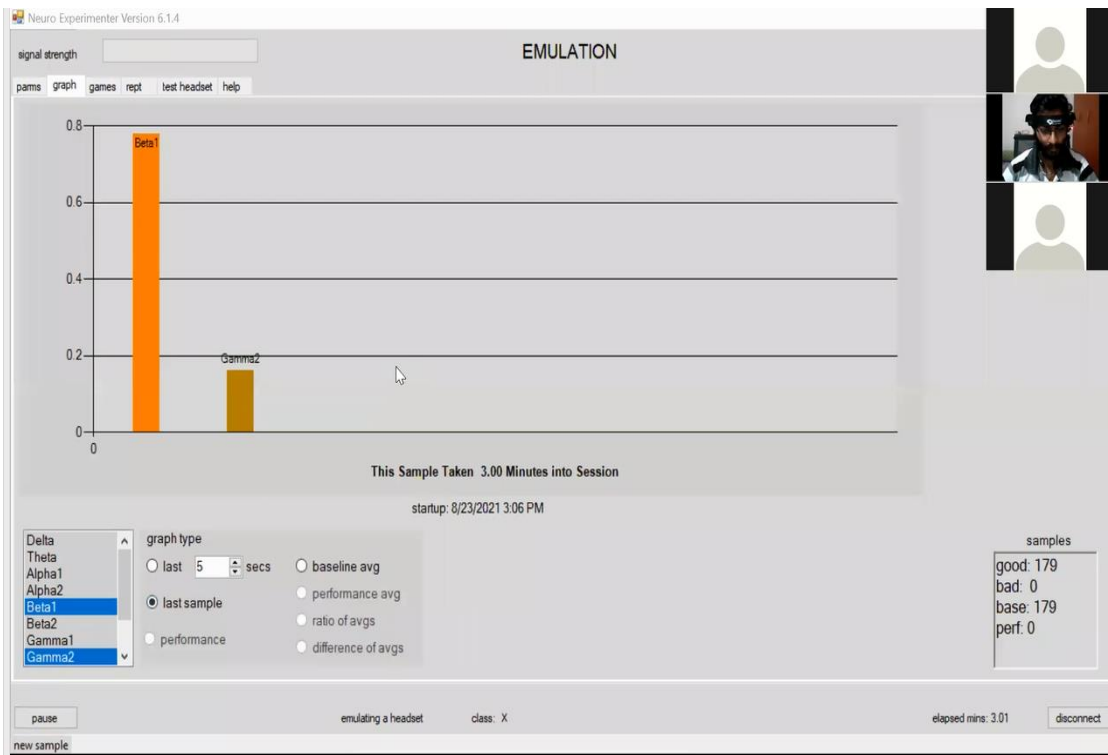 Neuro Experimenter Version 6.1.4
signal strength
EMULATION
parms graph games rept test headset help
0.8
Beta1
0.6
0.4
0.2
Gamma2
0
0
This Sample Taken 3.00 Minutes into Session
startup: 8/23/2021 3:06 PM
Delta
Theta
Alpha1
Alpha2
Beta1
Beta2
Gamma1
Gamma2
graph type
last 5 secs
baseline avg
last sample
performance avg
ratio of avgs
performance
difference of avgs
samples
good: 179
bad: 0
base: 179
perf: 0
pause
emulating a headset
class: X
elapsed mins: 3.01
disconnect
new sample